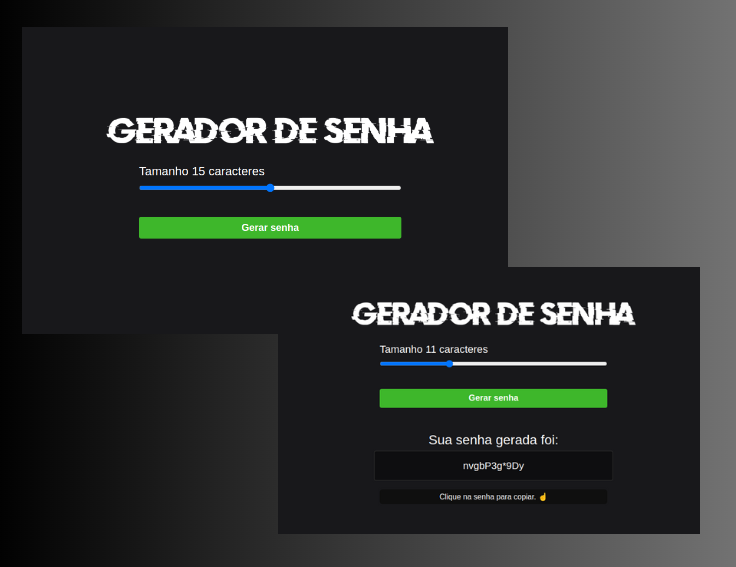 GERADOR DE SENHA
Tamanho 15 caracteres
Gerar senha
GERADOR DE SENHA
Tamanho 11 caracteres
Gerar senha
Sua senha gerada foi:
nvgbP3g*9Dy
Clique na senha para copiar. ☝